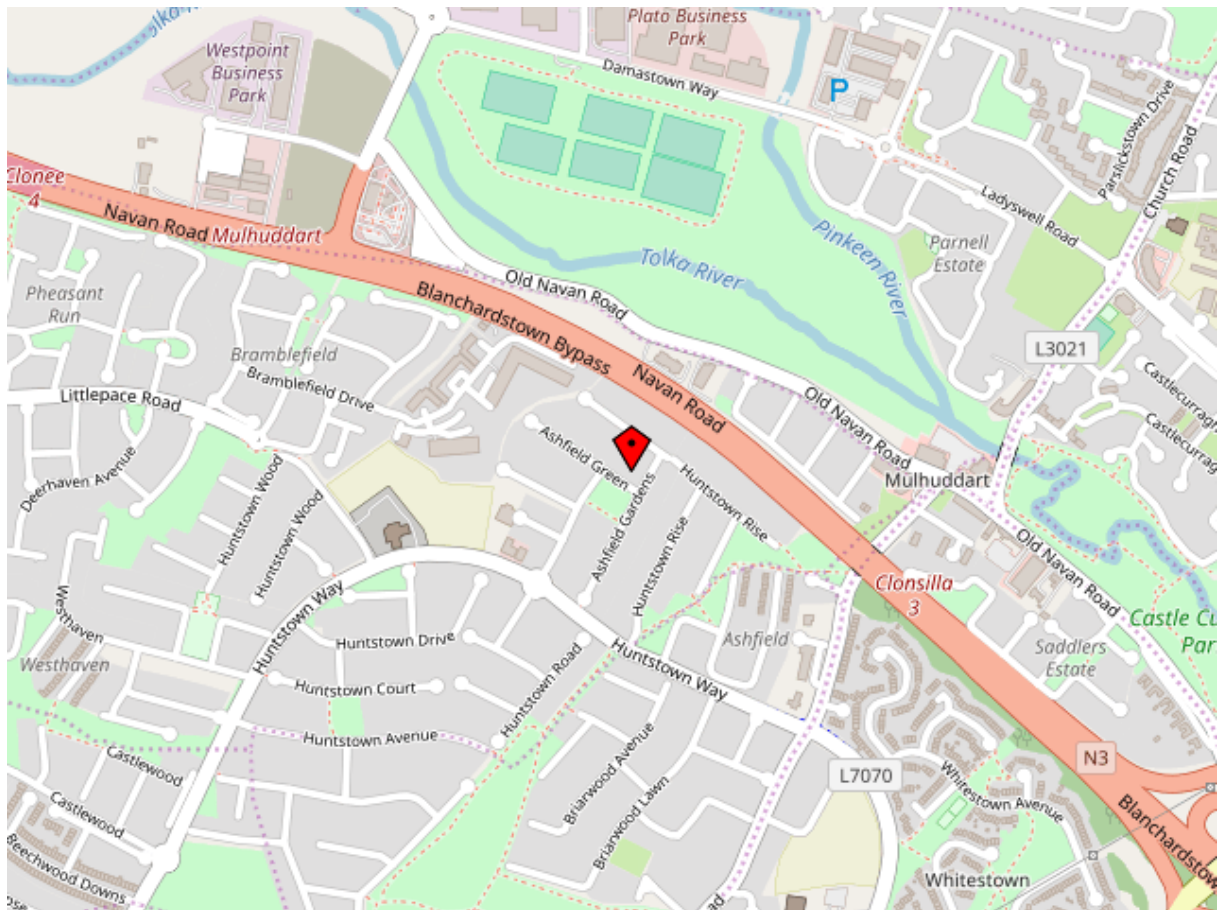 Westpoint
Business
Park
Plato Business
Park
Damastown Way
P
Parslickstown Drive
Church Road
Ladyswell Road
Clonee
4
Navan Road
Mulhuddart
Old Navan Road
Tolka River
Pinkeen River
Parnell
Estate
Pheasant
Run
Blanchardstown Bypass
L3021
Bramblefield
Bramblefield Drive
Navan Road
Old Navan Road
Littlepace Road
Ashfield Green
Huntstown Rise
Mulhuddart
Deerhaven Avenue
Huntstown Wood
Huntstown Wood
Ashfield Gardens
Huntstown Rise
Old Navan Road
Clonsilla
3
Westhaven
Huntstown Way
Huntstown Drive
Ashfield
Saddlers
Estate
Westhaven
Huntstown Court
Huntstown Road
Huntstown Way
Huntstown Avenue
N3
Castlewood
Briarwood Avenue
L7070
Castlewood
Briarwood Lawn
Whitestown Avenue
Beechwood Downs
Whitestown